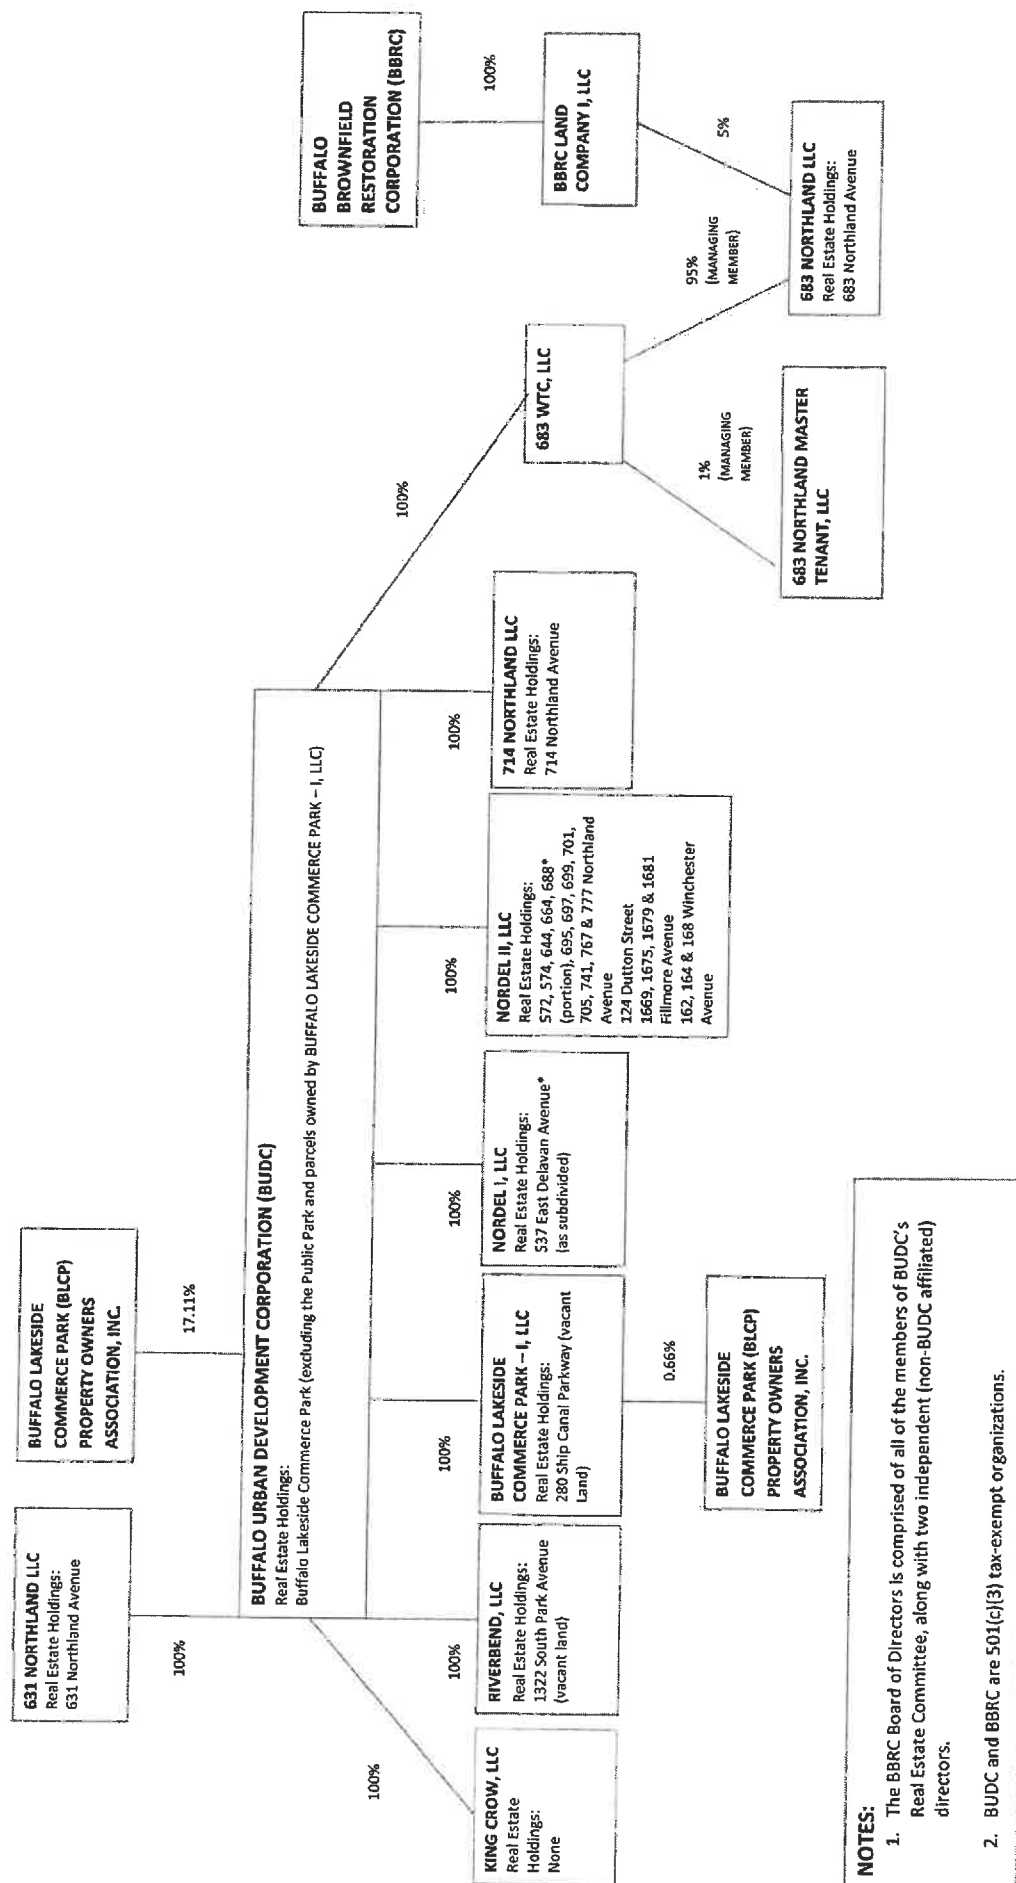 631 NORTHLAND LLC
Real Estate Holdings:
631 Northland Avenue
100%
BUFFALO LAKESIDE
COMMERCE PARK (BLCP)
PROPERTY OWNERS
ASSOCIATION, INC.
17.11%
BUFFALO BROWNFIELD
RESTORATION
CORPORATION (BBRC)
100%
BUFFALO URBAN DEVELOPMENT CORPORATION (BUDC)
Real Estate Holdings:
Buffalo Lakeside Commerce Park (excluding the Public Park and parcels owned by BUFFALO LAKESIDE COMMERCE PARK – I, LLC)
100%
100%
100%
100%
100%
100%
100%
KING CROW, LLC
Real Estate
Holdings:
None
RIVERBEND, LLC
Real Estate Holdings:
1322 South Park Avenue
(vacant land)
BUFFALO LAKESIDE
COMMERCE PARK – I, LLC
Real Estate Holdings:
280 Ship Canal Parkway (vacant
Land)
NORDEL I, LLC
Real Estate Holdings:
537 East Delavan Avenue*
(as subdivided)
NORDEL II, LLC
Real Estate Holdings:
572, 574, 644, 664, 688*
(portion), 695, 697, 699, 701,
705, 741, 767 & 777 Northland
Avenue
124 Dutton Street
1669, 1675, 1679 & 1681
Fillmore Avenue
162, 164 & 168 Winchester
Avenue
714 NORTHLAND LLC
Real Estate Holdings:
714 Northland Avenue
683 WTC, LLC
BBRC LAND
COMPANY I, LLC
0.66%
1%
(MANAGING
MEMBER)
95%
(MANAGING
MEMBER)
5%
BUFFALO LAKESIDE
COMMERCE PARK (BLCP)
PROPERTY OWNERS
ASSOCIATION, INC.
683 NORTHLAND MASTER
TENANT, LLC
683 NORTHLAND LLC
Real Estate Holdings:
683 Northland Avenue
NOTES:
1. The BBRC Board of Directors is comprised of all of the members of BUDC's
Real Estate Committee, along with two independent (non-BUDC affiliated)
directors.
2. BUDC and BBRC are 501(c)(3) tax-exempt organizations.